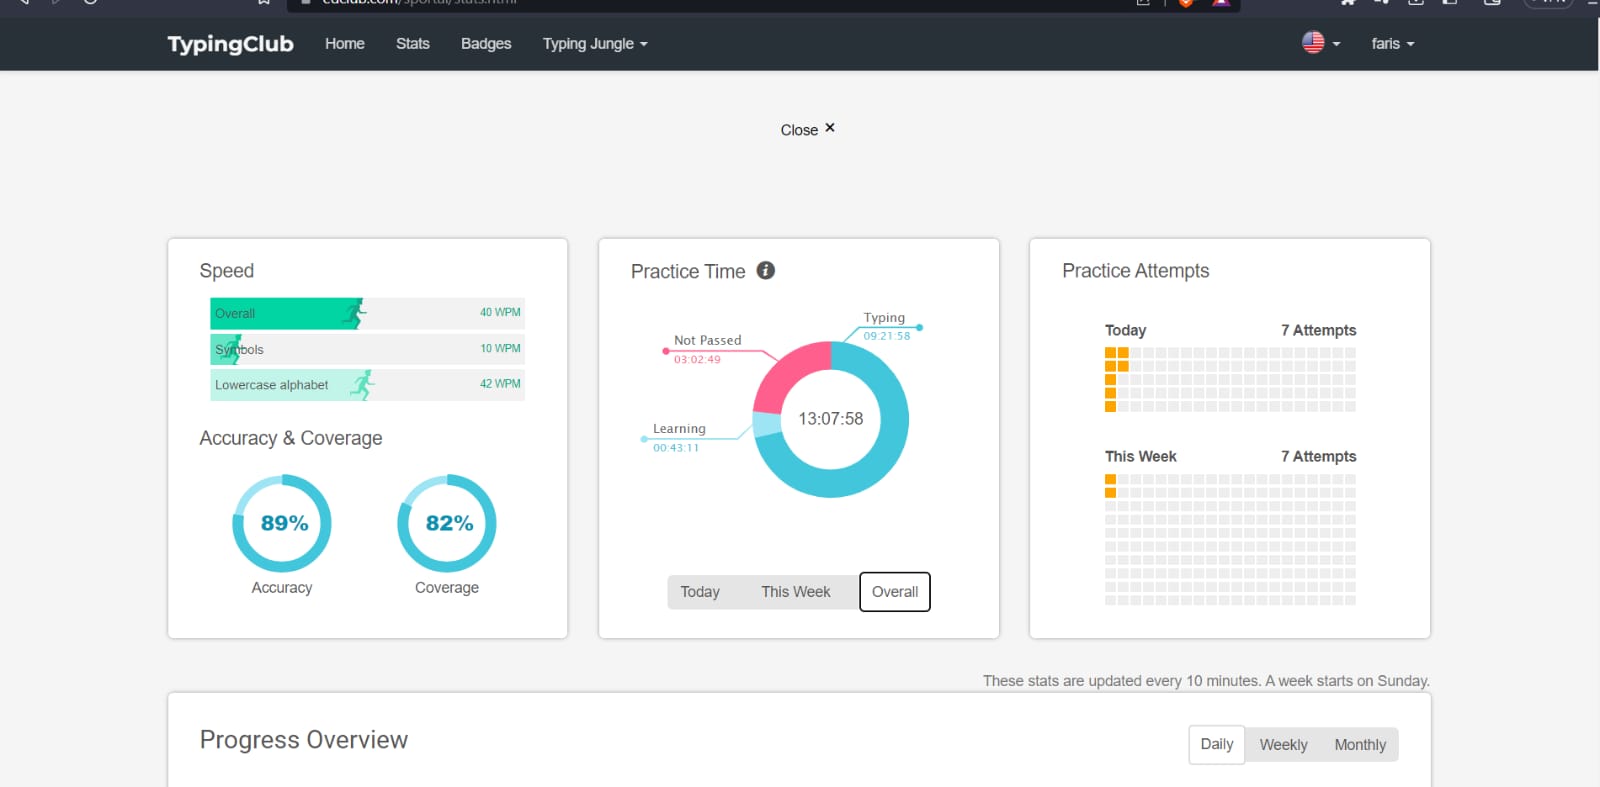 TypingClub Home Stats Badges Typing Jungle faris
Close ×
Speed
Overall 40 WPM
Symbols 10 WPM
Lowercase alphabet 42 WPM
Accuracy & Coverage
89% 82%
Accuracy Coverage
Practice Time
Typing
09:21:58
Not Passed
03:02:49
13:07:58
Learning
00:43:11
Today This Week Overall
Practice Attempts
Today 7 Attempts
This Week 7 Attempts
These stats are updated every 10 minutes. A week starts on Sunday.
Progress Overview
Daily Weekly Monthly